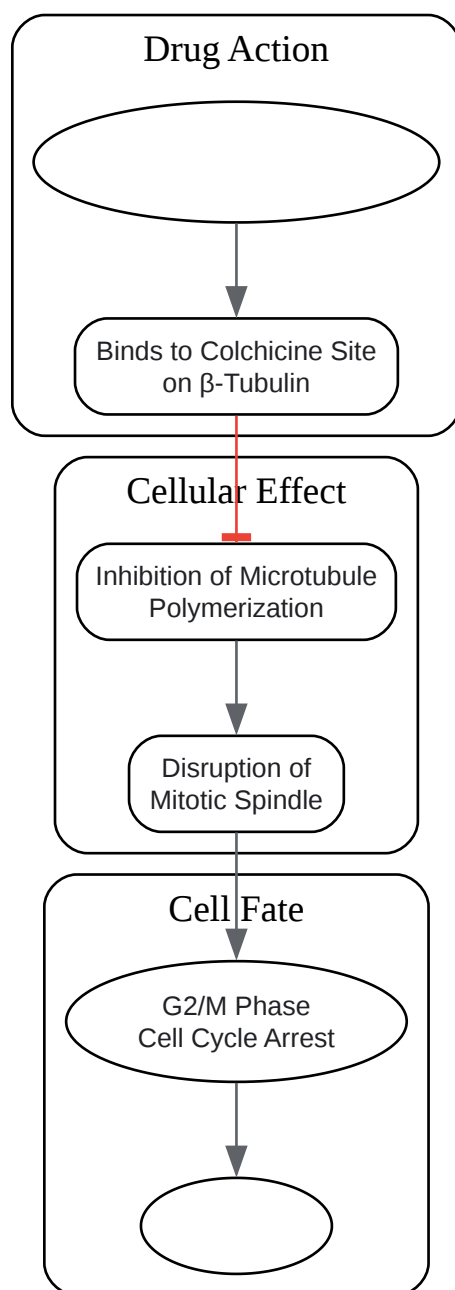 Drug Action
Binds to Colchicine Site
on β-Tubulin
Cellular Effect
Inhibition of Microtubule
Polymerization
Disruption of
Mitotic Spindle
Cell Fate
G2/M Phase
Cell Cycle Arrest